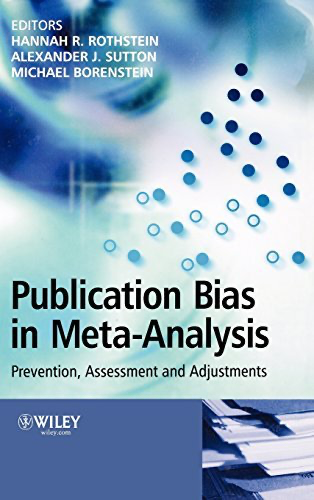 EDITORS
HANNAH R. ROTHSTEIN
ALEXANDER J. SUTTON
MICHAEL BORENSTEIN
Publication Bias
in Meta-Analysis
Prevention, Assessment and Adjustments
WILEY
wiley.com